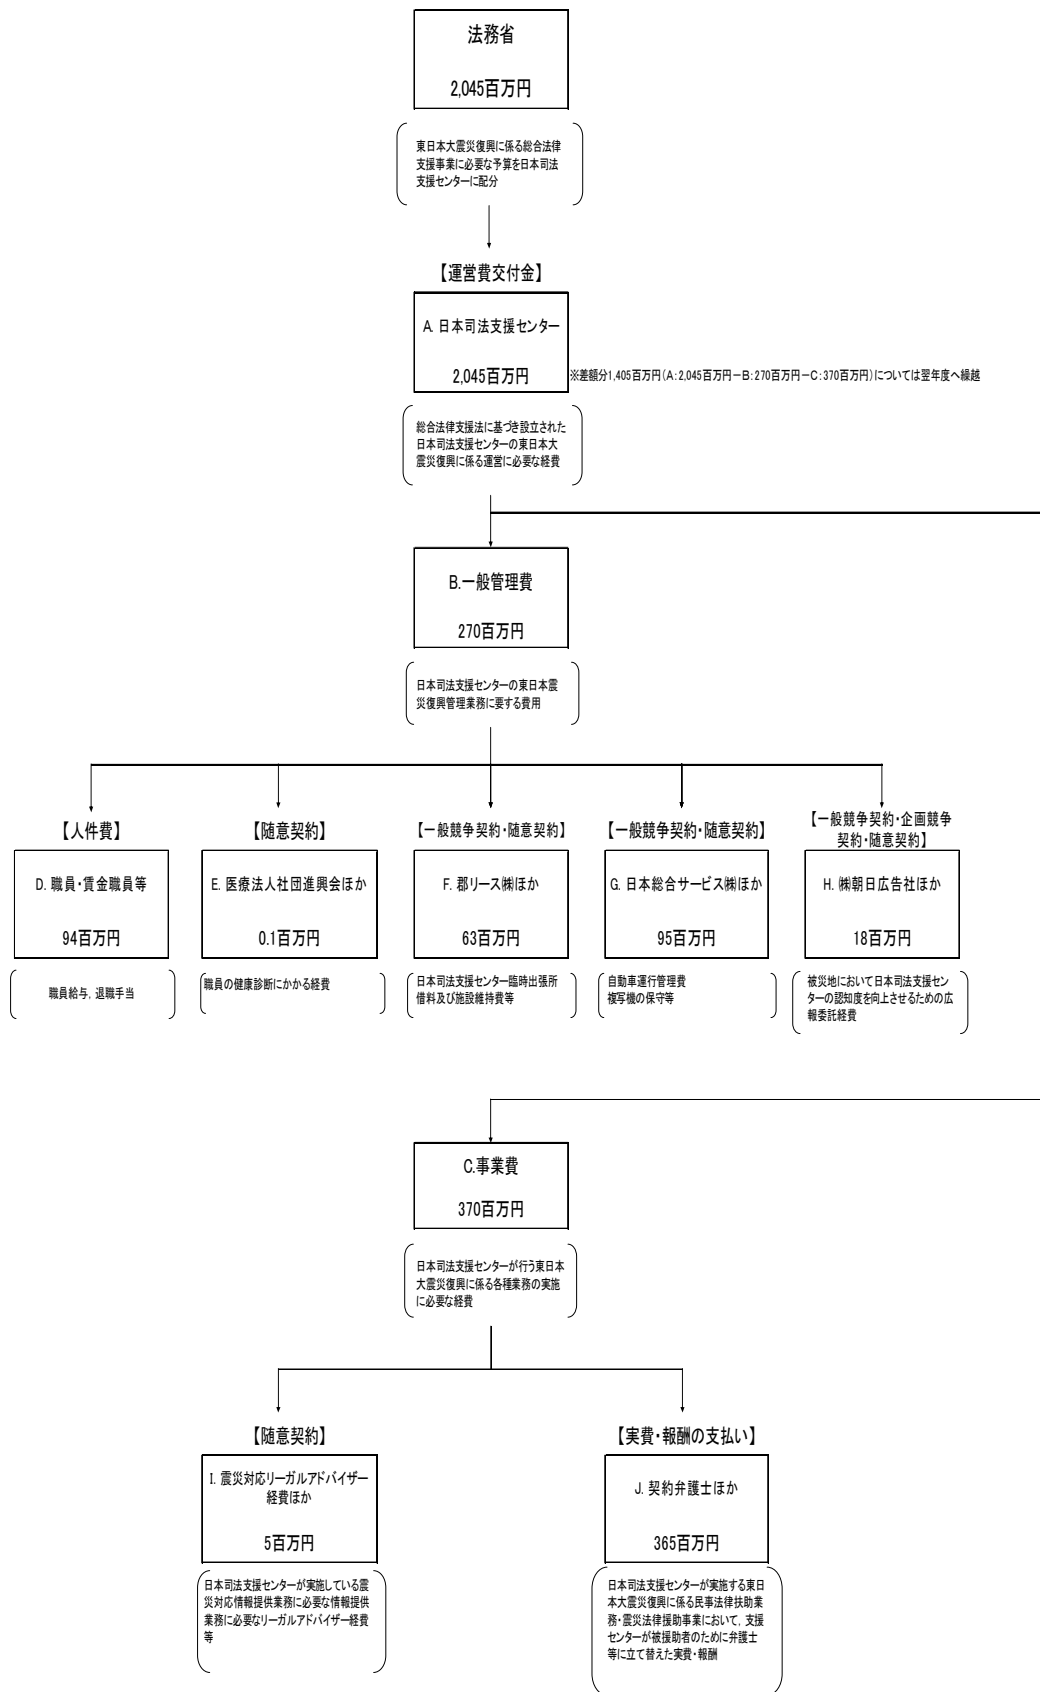 法務省
2,045百万円
東日本大震災復興に係る総合法律
支援事業に必要な予算を日本司法
支援センターに配分
【運営費交付金】
A. 日本司法支援センター
2,045百万円
※差額分1,405百万円(A:2,045百万円－B:270百万円－C:370百万円)については翌年度へ繰越
総合法律支援法に基づき設立された
日本司法支援センターの東日本大
震災復興に係る運営に必要な経費
B.一般管理費
270百万円
日本司法支援センターの東日本震
災復興管理業務に要する費用
【人件費】
D. 職員・賃金職員等
94百万円
職員給与，退職手当
【随意契約】
E. 医療法人社団進興会ほか
0.1百万円
職員の健康診断にかかる経費
【一般競争契約・随意契約】
F. 郡リース㈱ほか
63百万円
日本司法支援センター臨時出張所
借料及び施設維持費等
【一般競争契約・随意契約】
G. 日本総合サービス㈱ほか
95百万円
自動車運行管理費
複写機の保守等
【一般競争契約・企画競争
契約・随意契約】
H. ㈱朝日広告社ほか
18百万円
被災地において日本司法支援セン
ターの認知度を向上させるための広
報委託経費
C.事業費
370百万円
日本司法支援センターが行う東日本
大震災復興に係る各種業務の実施
に必要な経費
【随意契約】
I. 震災対応リーガルアドバイザー
経費ほか
5百万円
日本司法支援センターが実施している震
災対応情報提供業務に必要な情報提供
業務に必要なリーガルアドバイザー経費
等
【実費・報酬の支払い】
J. 契約弁護士ほか
365百万円
日本司法支援センターが実施する東日
本大震災復興に係る民事法律扶助業
務・震災法律援助事業において，支援
センターが被援助者のために弁護士
等に立て替えた実費・報酬